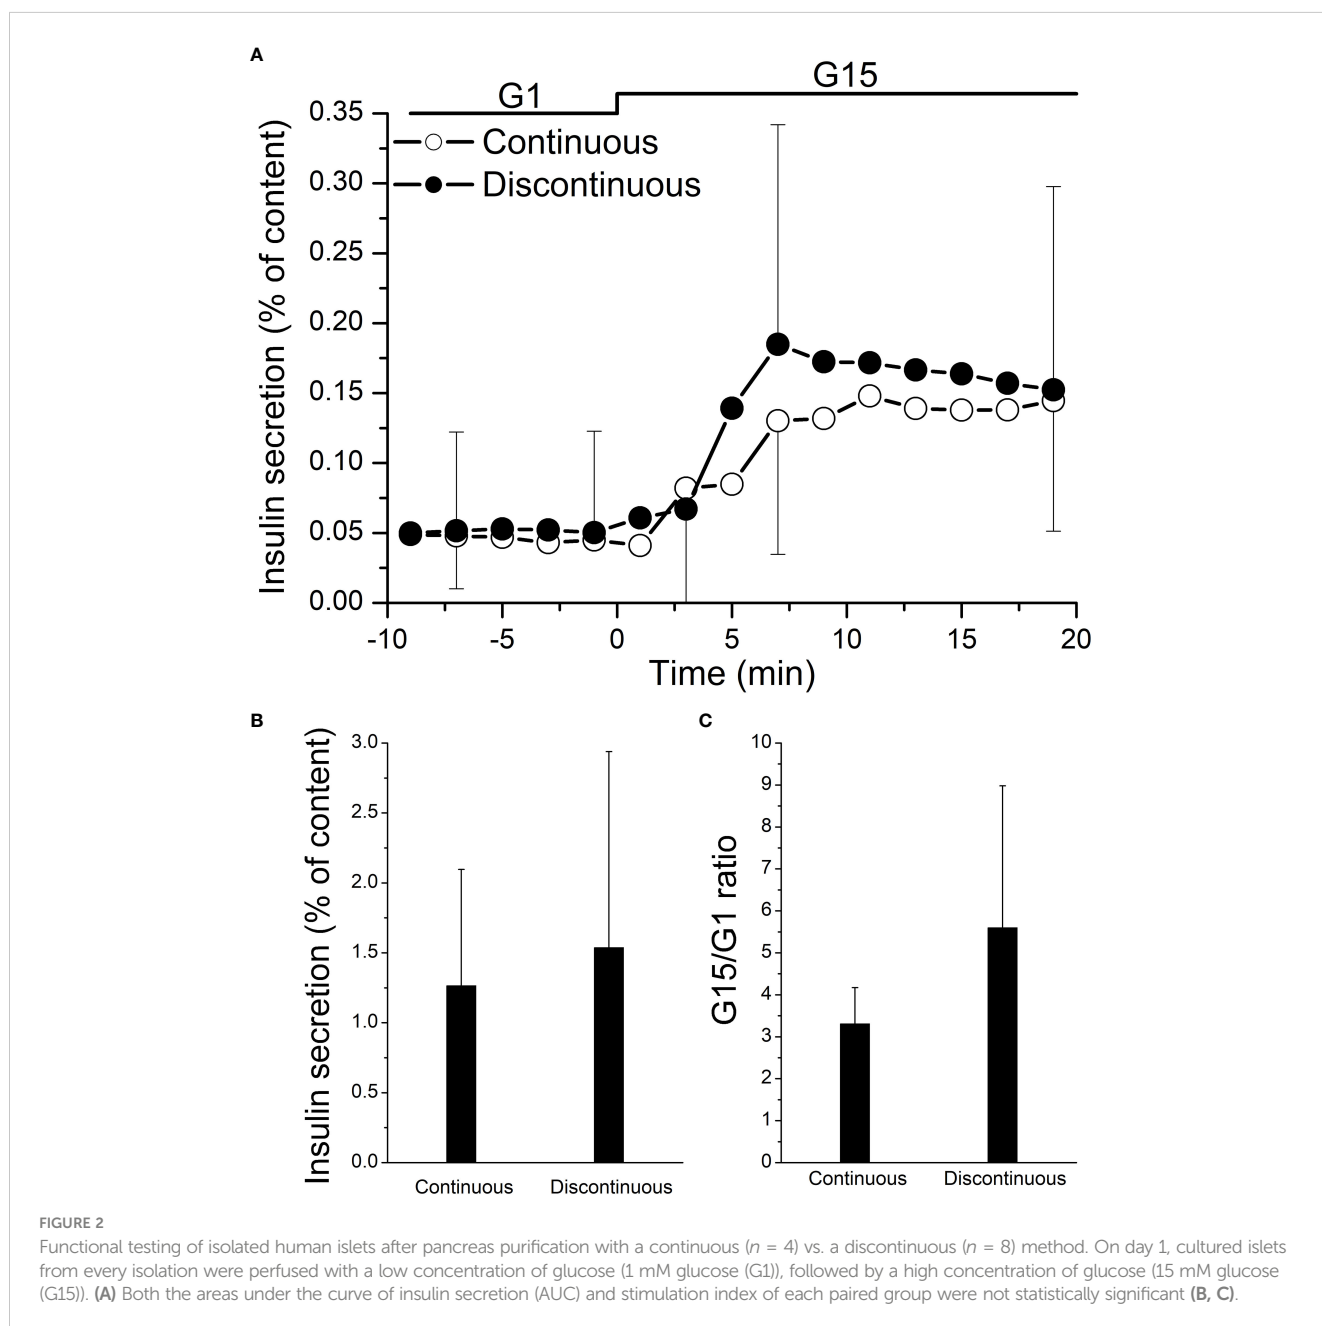 A
G1
G15
Continuous
Discontinuous
Insulin secretion (% of content)
0.35
0.30
0.25
0.20
0.15
0.10
0.05
0.00
-10 -5 0 5 10 15 20
Time (min)
B
Insulin secretion (% of content)
3.0
2.5
2.0
1.5
1.0
0.5
0.0
Continuous Discontinuous
C
G15/G1 ratio
10
9
8
7
6
5
4
3
2
1
0
Continuous Discontinuous
FIGURE 2
Functional testing of isolated human islets after pancreas purification with a continuous (n = 4) vs. a discontinuous (n = 8) method. On day 1, cultured islets
from every isolation were perfused with a low concentration of glucose (1 mM glucose (G1)), followed by a high concentration of glucose (15 mM glucose
(G15)). (A) Both the areas under the curve of insulin secretion (AUC) and stimulation index of each paired group were not statistically significant (B, C).